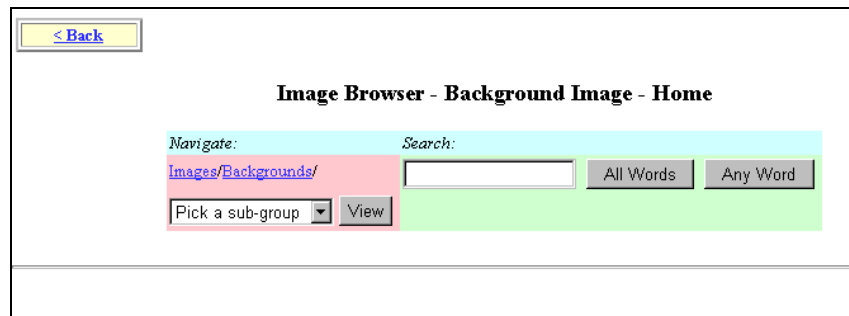 < Back
Image Browser - Background Image - Home
Navigate: Search:
Images/Backgrounds/ All Words Any Word
Pick a sub-group View